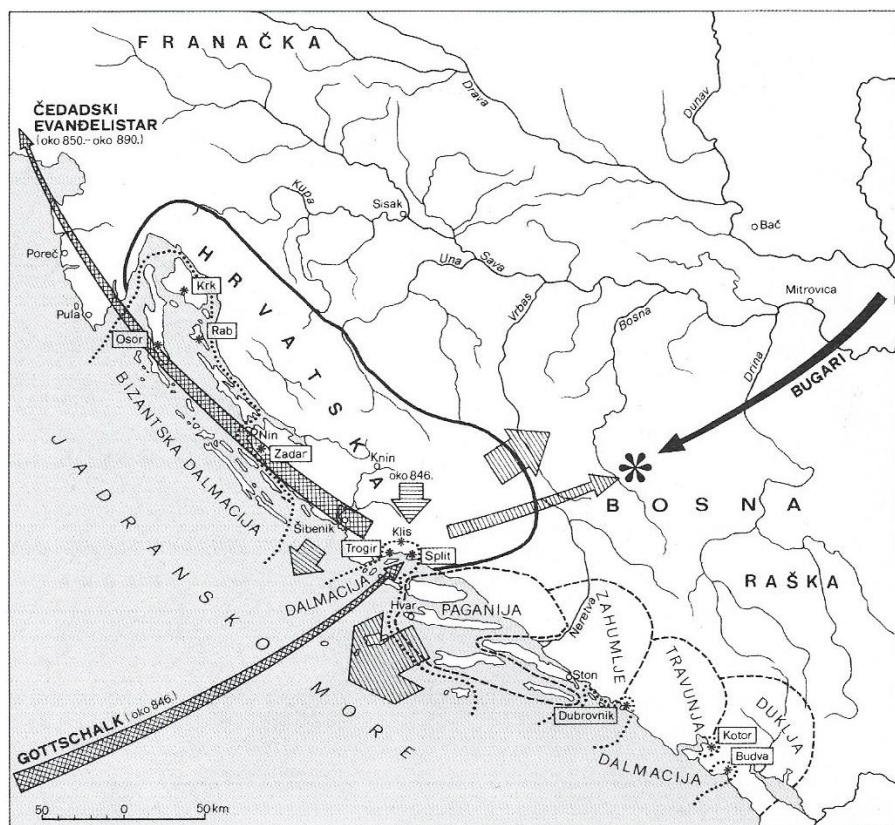 FRANAČKA
ČEDADSKI
EVANĐELISTAR
(oko 850.–oko 890.)
Drava
Dunav
Kupa
Sisak
Bač
Poreč
HRVATSKA
Una
Sava
Vrbas
Bosna
Mitrovica
Krk
Pula
Rab
Drina
Osor
BUGARI
BIZANTSKA DALMACIJA
Nin
Zadar
Knin
oko 846.
JADRANSKO MORE
BOSNA
Šibenik
Klis
Trogir
Split
RAŠKA
DALMACIJA
Hvar
PAGANIJA
ZAHUMLJE
Neretva
Ston
TRAVUNJA
Dubrovnik
DUKLJA
Kotor
GOTTSCHALK (oko 846.)
Budva
DALMACIJA
50 0 50 km